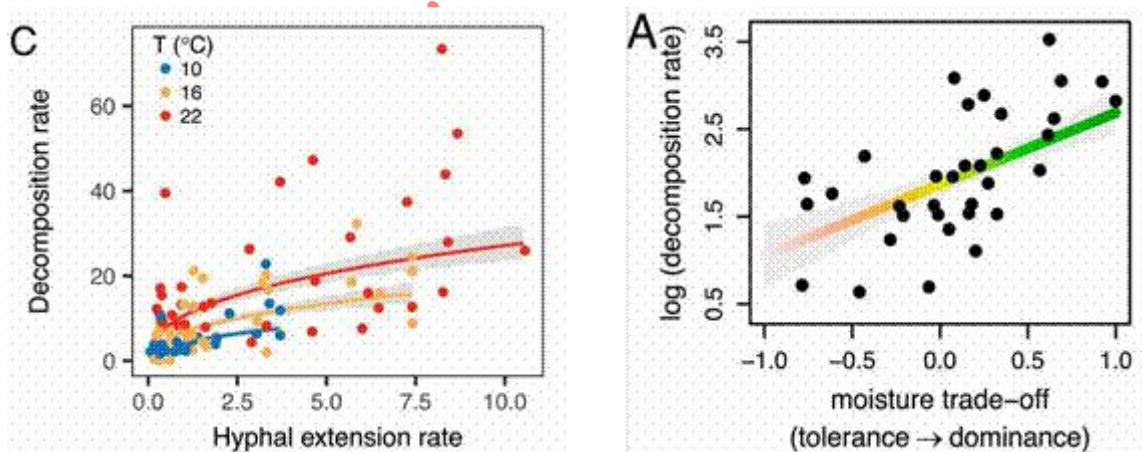 C
T (°C)
10
16
22
Decomposition rate
60
40
20
0
0.0 2.5 5.0 7.5 10.0
Hyphal extension rate
A
log (decomposition rate)
3.5
2.5
1.5
0.5
−1.0 −0.5 0.0 0.5 1.0
moisture trade−off
(tolerance → dominance)